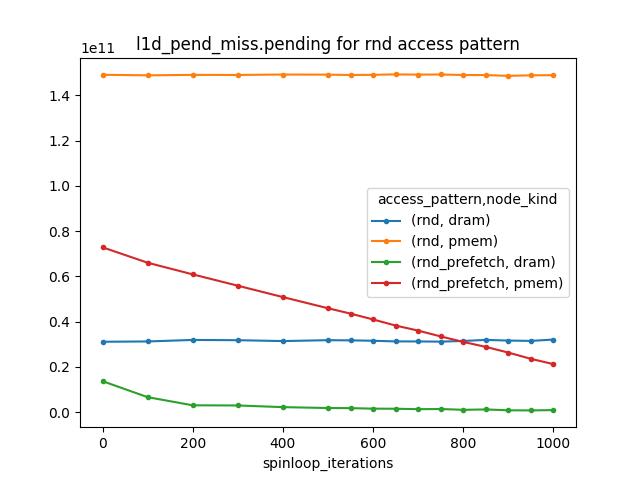 l1d_pend_miss.pending for rnd access pattern
1e11
1.4
1.2
1.0
0.8
0.6
0.4
0.2
0.0
access_pattern,node_kind
(rnd, dram)
(rnd, pmem)
(rnd_prefetch, dram)
(rnd_prefetch, pmem)
0 200 400 600 800 1000
spinloop_iterations